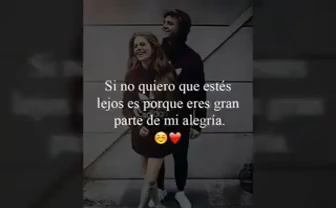 Si no quiero que estés
lejos es porque eres gran
parte de mi alegría.
☺️❤️